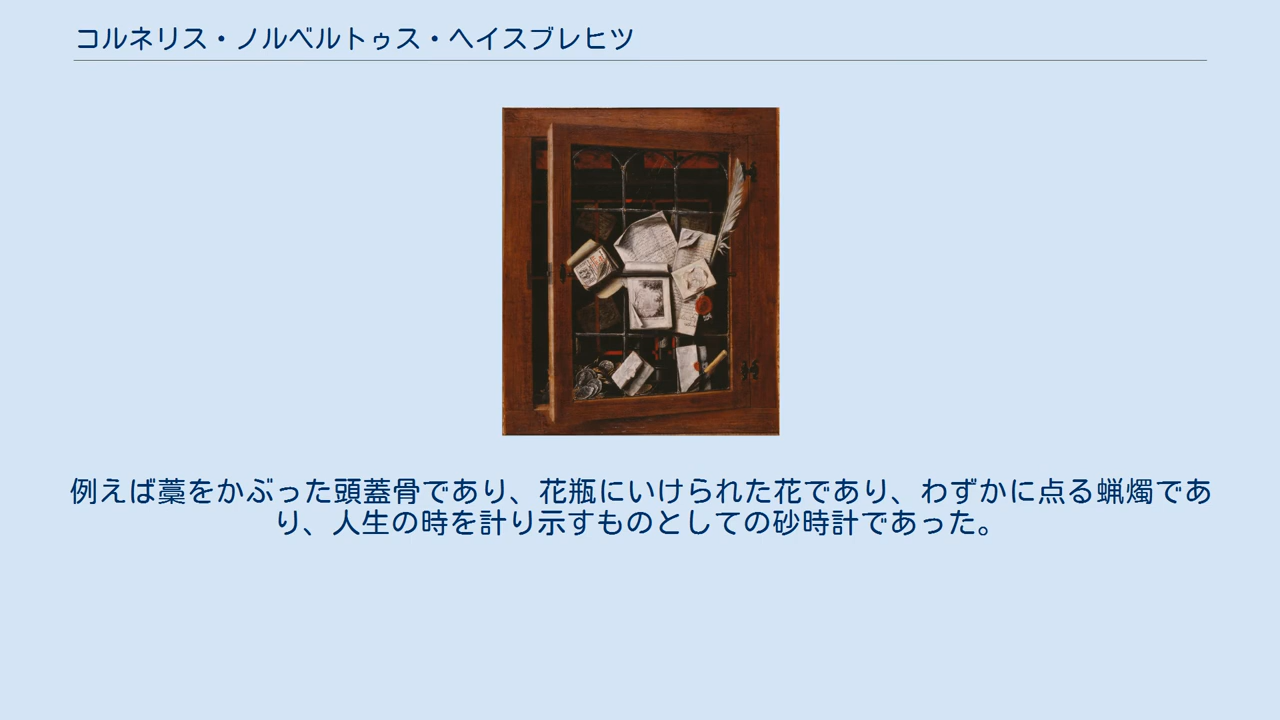 コルネリス・ノルベルトゥス・ヘイスブレヒツ
例えば藁をかぶった頭蓋骨であり、花瓶にいけられた花であり、わずかに点る蝋燭であ
り、人生の時を計り示すものとしての砂時計であった。